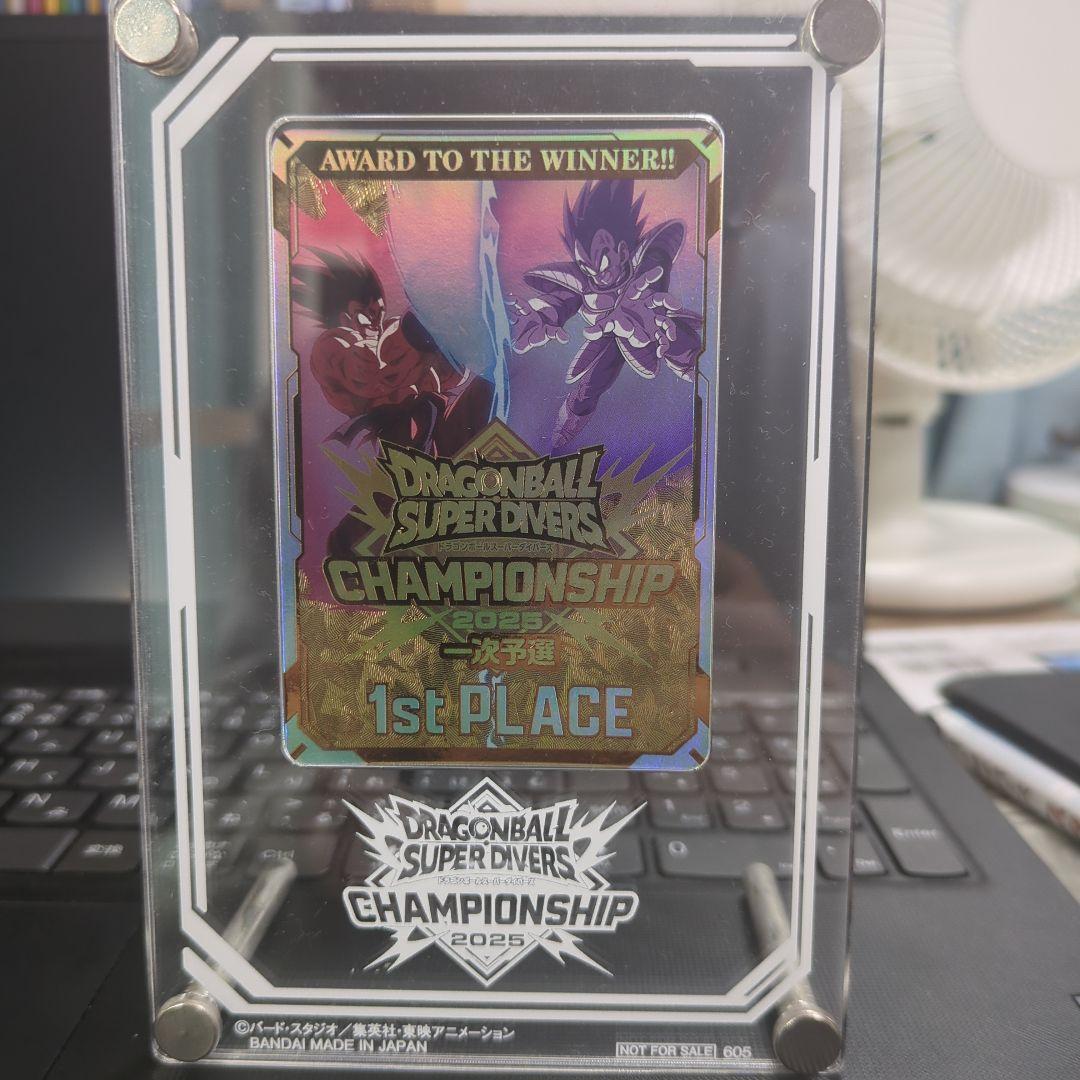 AWARD TO THE WINNER!!
DRAGONBALL
SUPER DIVERS
ドラゴンボールスーパーダイバーズ
CHAMPIONSHIP
2025
一次予選
1st PLACE
DRAGONBALL
SUPER DIVERS
ドラゴンボールスーパーダイバーズ
CHAMPIONSHIP
2025
©バード・スタジオ／集英社・東映アニメーション
BANDAI MADE IN JAPAN
NOT FOR SALE 605
Enter